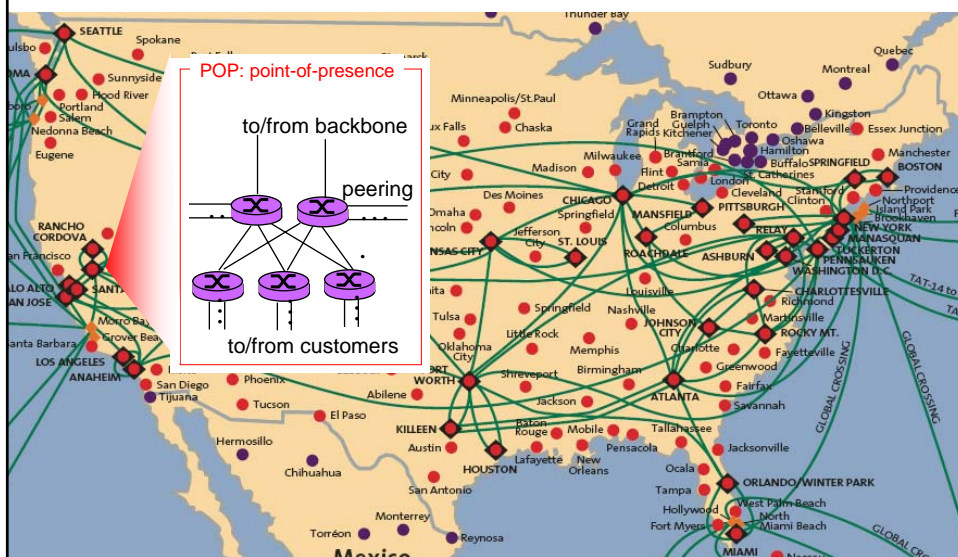 Thunder Bay
SEATTLE
Spokane
Quebec
Montreal
Sudbury
POP: point-of-presence
Sunnyside
Hood River
Portland
Salem
Nedonna Beach
Eugene
Ottawa
Kingston
Belleville
Essex Junction
Minneapolis/St.Paul
Chaska
Brampton
Guelph
Kitchener
Toronto
Oshawa
Hamilton
Grand
Rapids
Brantford
Sarnia
Buffalo
St. Catherines
London
Manchester
SPRINGFIELD
BOSTON
to/from backbone
Milwaukee
Madison
Flint
Detroit
Cleveland
Stamford
Clinton
Providence
Northport
Island Park
Brookhaven
peering
Des Moines
CHICAGO
MANSFIELD
PITTSBURGH
NEW YORK
MANASQUAN
TUCKERTON
PENNSAUKEN
WASHINGTON D.C.
RELAY
ASHBURN
Omaha
Springfield
Jefferson
City
ST. LOUIS
Columbus
ROACHDALE
RANCHO
CORDOVA
CHARLOTTESVILLE
Louisville
Richmond
TAT-14 to
Morro Bay
Grover Bea
Santa Barbara
LOS ANGELES
ANAHEIM
San Diego
Tijuana
Springfield
Tulsa
Nashville
JOHNSON
CITY
Martinsville
ROCKY MT.
Little Rock
Oklahoma
City
Memphis
Charlotte
Fayetteville
Greenwood
to/from customers
Phoenix
Tucson
El Paso
Abilene
WORTH
Shreveport
Birmingham
ATLANTA
Fairfax
Savannah
Jackson
GLOBAL CROSSING
GLOBAL CROSSING
KILLEEN
Austin
HOUSTON
Baton
Rouge
Mobile
Tallahassee
Lafayette
New
Orleans
Pensacola
Jacksonville
Hermosillo
Chihuahua
San Antonio
Ocala
Tampa
ORLANDO/WINTER PARK
West Palm Beach
Hollywood
North
Miami Beach
Fort Myers
MIAMI
Monterrey
Torréon
Reynosa
Mexico